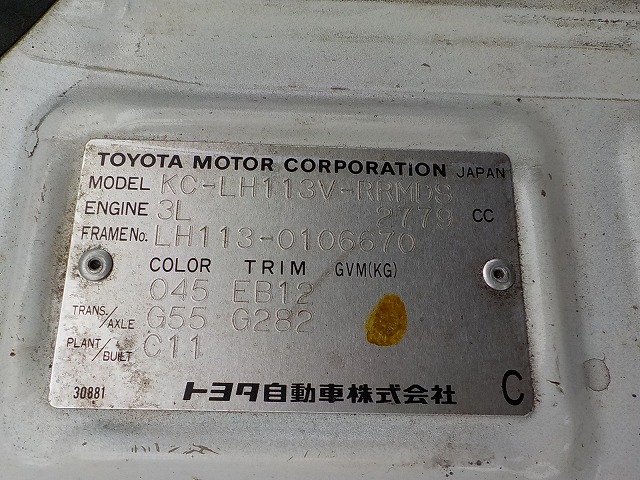 TOYOTA MOTOR CORPORATION JAPAN
MODEL KC-LH113V-RRMDS
ENGINE 3L 2779 CC
FRAME No. LH113-0106670
COLOR TRIM GVM(KG)
045 EB12
TRANS./AXLE G55 G282
PLANT/BUILT C11
30881 トヨタ自動車株式会社 C